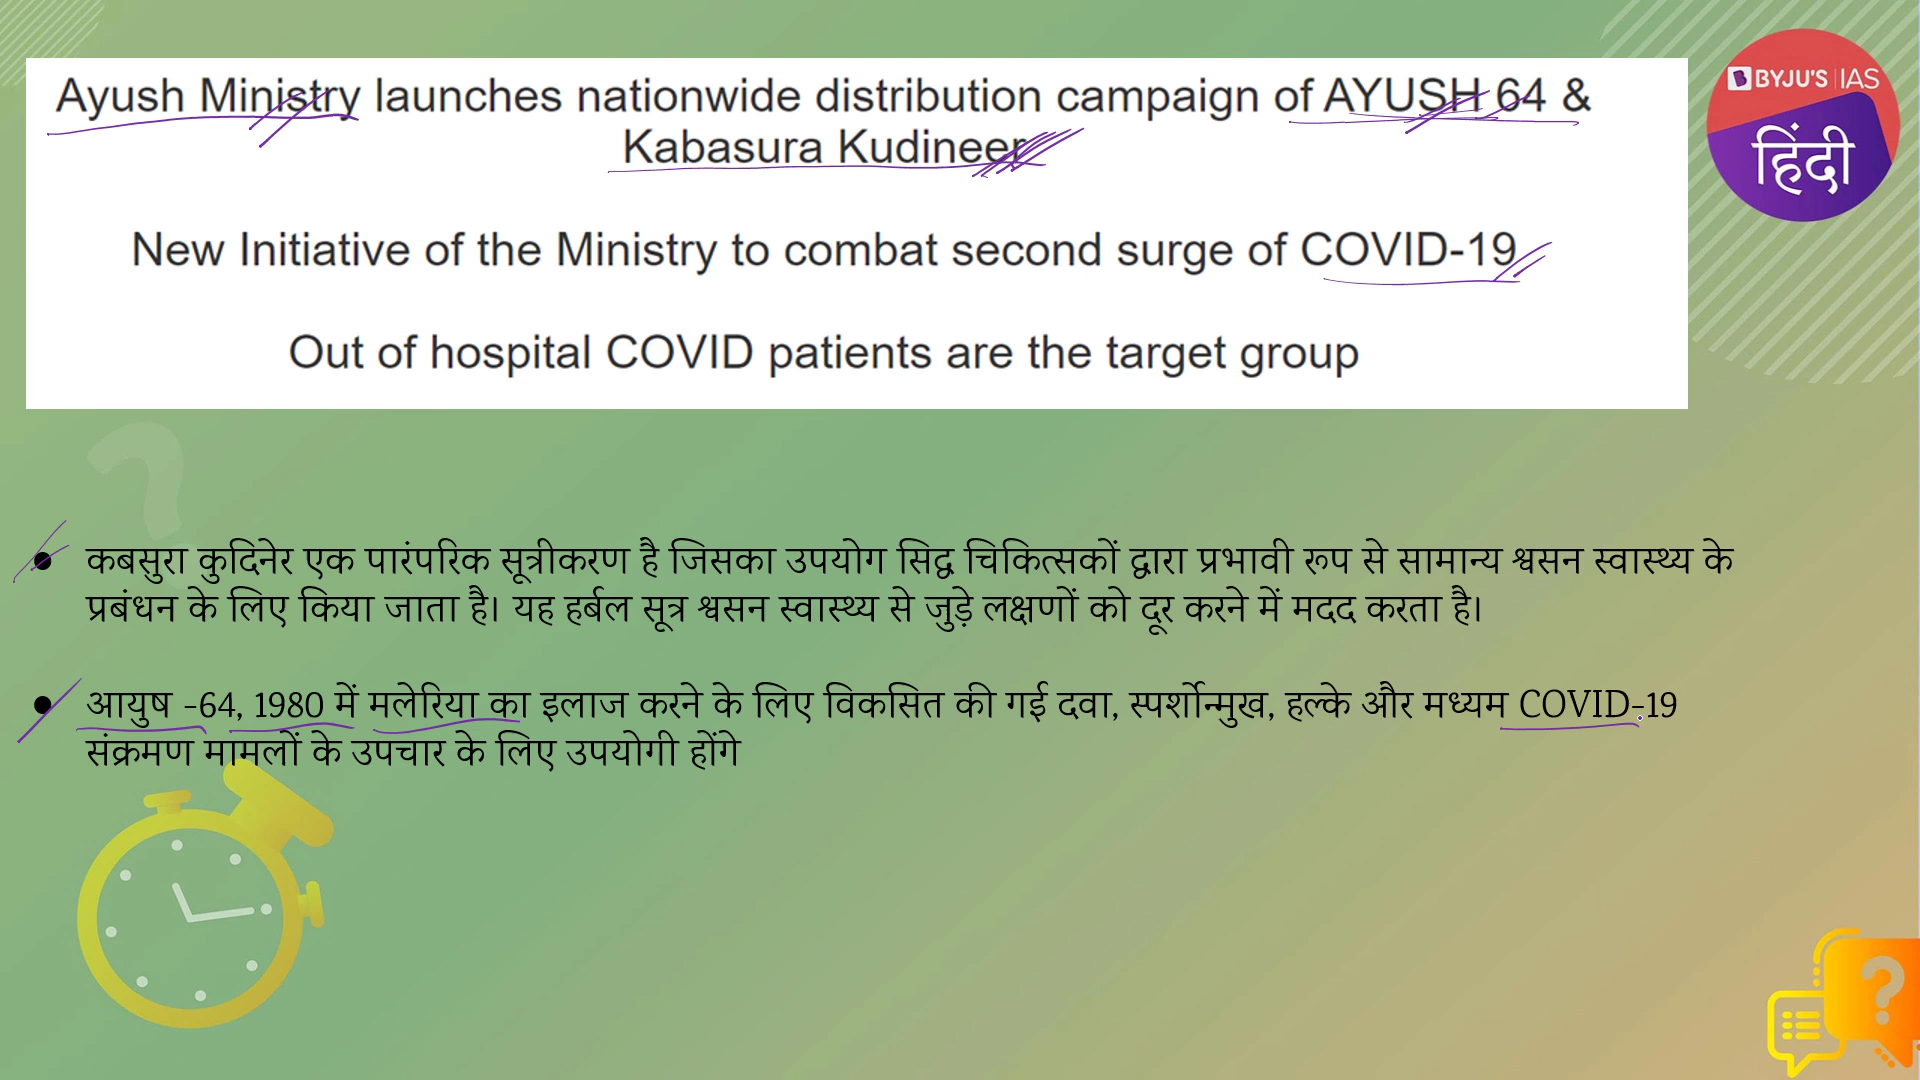 Ayush Ministry launches nationwide distribution campaign of AYUSH 64 &
Kabasura Kudineer
New Initiative of the Ministry to combat second surge of COVID-19
Out of hospital COVID patients are the target group
BYJU'S IAS
हिंदी
● कबसुरा कुदिनेर एक पारंपरिक सूत्रीकरण है जिसका उपयोग सिद्ध चिकित्सकों द्वारा प्रभावी रूप से सामान्य श्वसन स्वास्थ्य के
प्रबंधन के लिए किया जाता है। यह हर्बल सूत्र श्वसन स्वास्थ्य से जुड़े लक्षणों को दूर करने में मदद करता है।
● आयुष -64, 1980 में मलेरिया का इलाज करने के लिए विकसित की गई दवा, स्पर्शोन्मुख, हल्के और मध्यम COVID-19
संक्रमण मामलों के उपचार के लिए उपयोगी होंगे